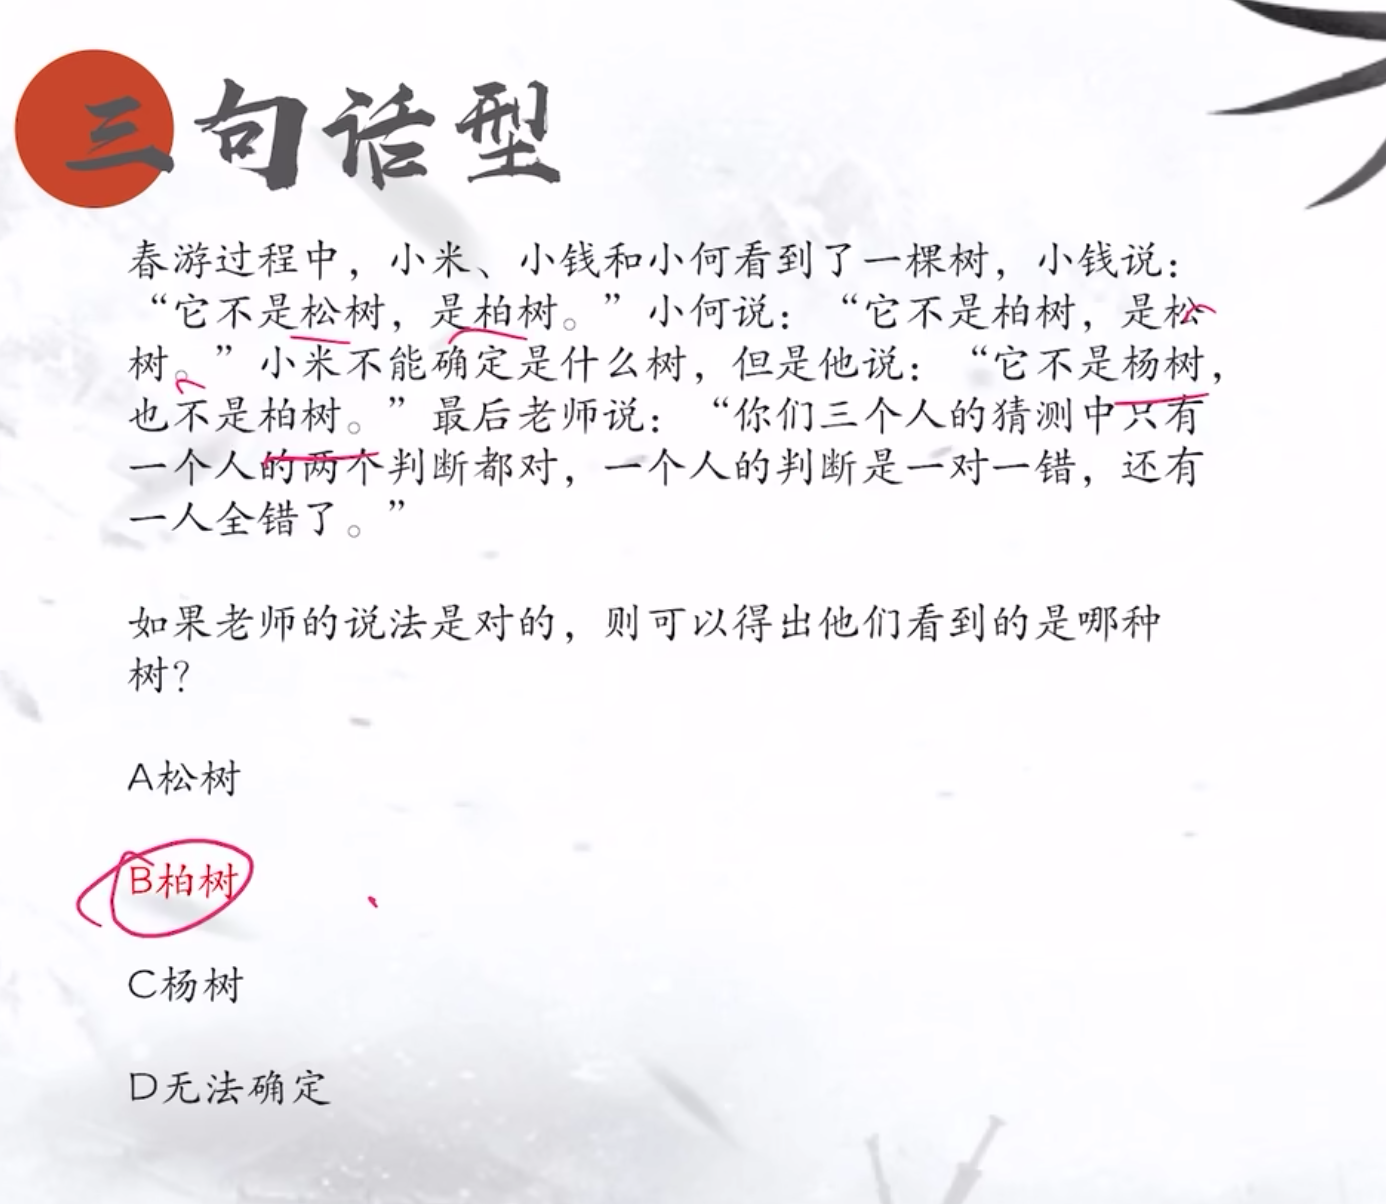 三句话型
春游过程中，小米、小钱和小何看到了一棵树，小钱说：
“它不是松树，是柏树。”小何说：“它不是柏树，是松
树。”小米不能确定是什么树，但是他说：“它不是杨树，
也不是柏树。”最后老师说：“你们三个人的猜测中只有
一个人的两个判断都对，一个人的判断是一对一错，还有
一人全错了。”
如果老师的说法是对的，则可以得出他们看到的是哪种
树？
A松树
B柏树
C杨树
D无法确定